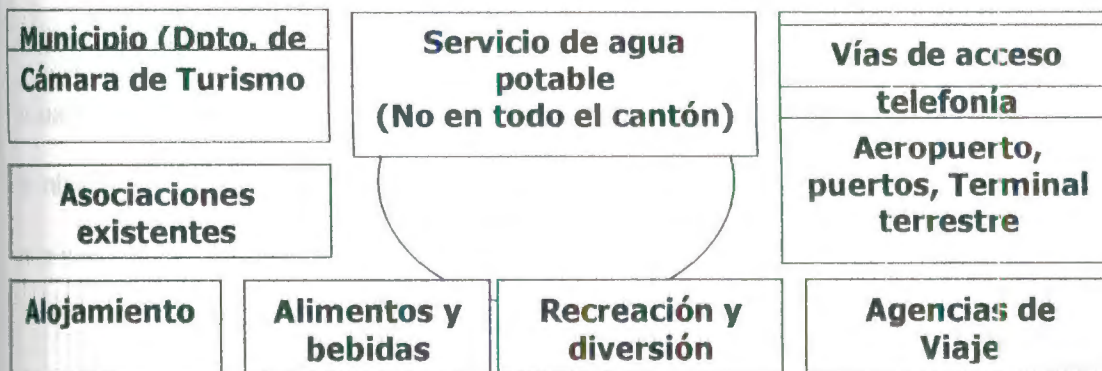 Municipio (Dpto. de
Cámara de Turismo
Servicio de agua
potable
(No en todo el cantón)
Vías de acceso
telefonía
Aeropuerto,
puertos, Terminal
terrestre
Asociaciones
existentes
Alojamiento
Alimentos y
bebidas
Recreación y
diversión
Agencias de
Viaje